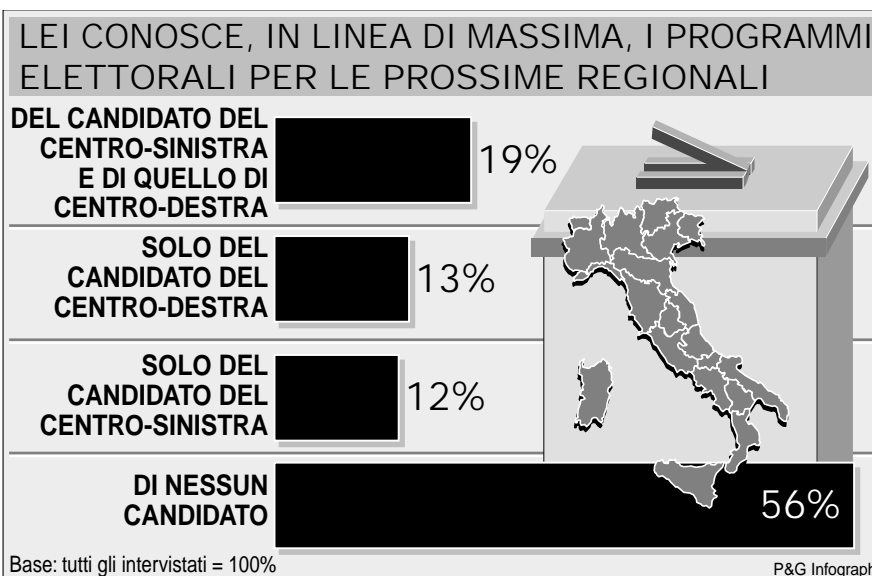 LEI CONOSCE, IN LINEA DI MASSIMA, I PROGRAMMI
ELETTORALI PER LE PROSSIME REGIONALI
DEL CANDIDATO DEL
CENTRO-SINISTRA
E DI QUELLO DI
CENTRO-DESTRA
19%
SOLO DEL
CANDIDATO DEL
CENTRO-DESTRA
13%
SOLO DEL
CANDIDATO DEL
CENTRO-SINISTRA
12%
DI NESSUN
CANDIDATO
56%
Base: tutti gli intervistati = 100%
P&G Infograph